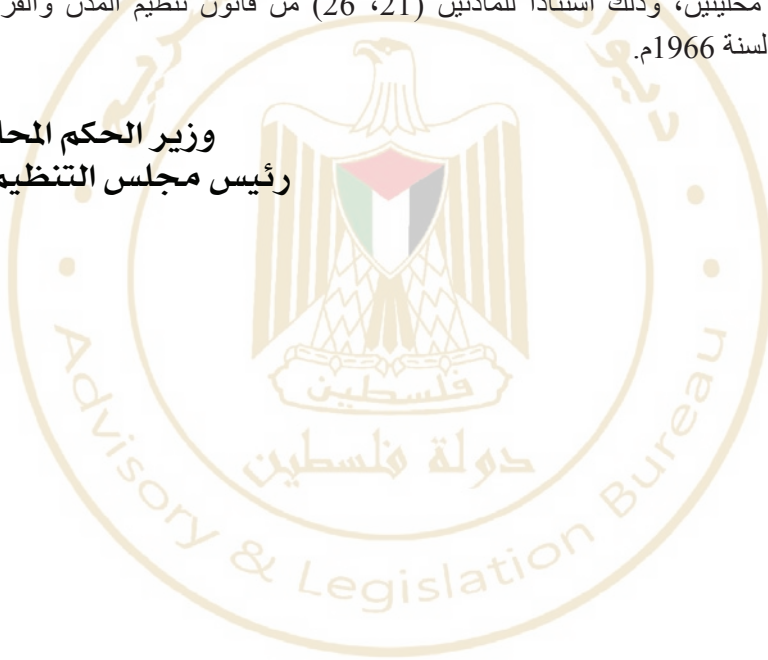 محليتين، وذلك استناداً للمادتين (21، 26) من قانون تنظيم المدن والقر
لسنة 1966م.
وزير الحكم المحا
رئيس مجلس التنظيم
فلسطين
دولة فلسطين
Advisory & Legislation Bureau